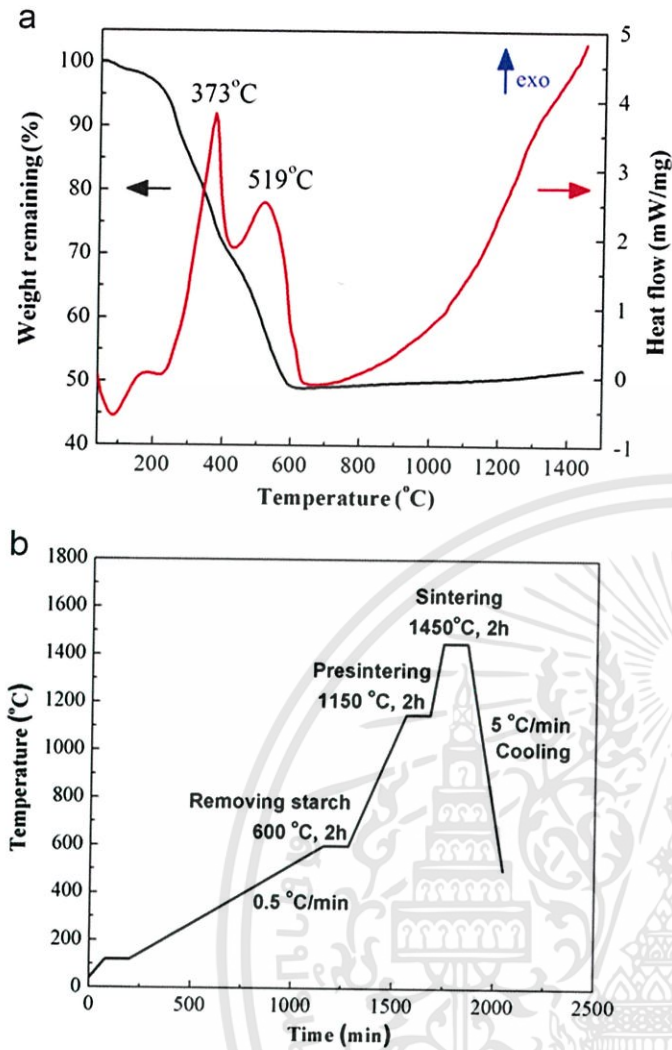 a
373°C
519°C
exo
Weight remaining (%)
100
90
80
70
60
50
40
Heat flow (mW/mg)
5
4
3
2
1
0
-1
200 400 600 800 1000 1200 1400
Temperature (°C)
b
Temperature (°C)
1800
1600
1400
1200
1000
800
600
400
200
0
Sintering
1450°C, 2h
Presintering
1150 °C, 2h
5 °C/min
Cooling
Removing starch
600 °C, 2h
0.5 °C/min
0 500 1000 1500 2000 2500
Time (min)